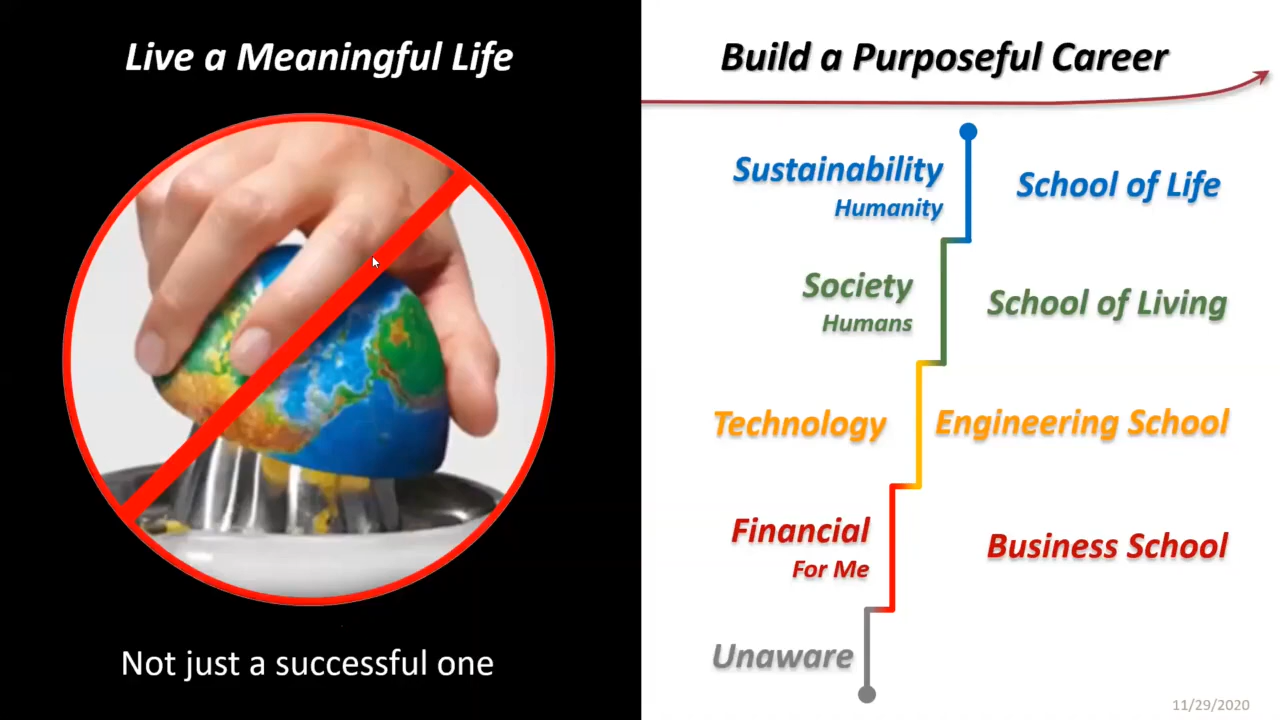 Live a Meaningful Life
Not just a successful one
Build a Purposeful Career
Sustainability
Humanity
School of Life
Society
Humans
School of Living
Technology
Engineering School
Financial
For Me
Business School
Unaware
11/29/2020